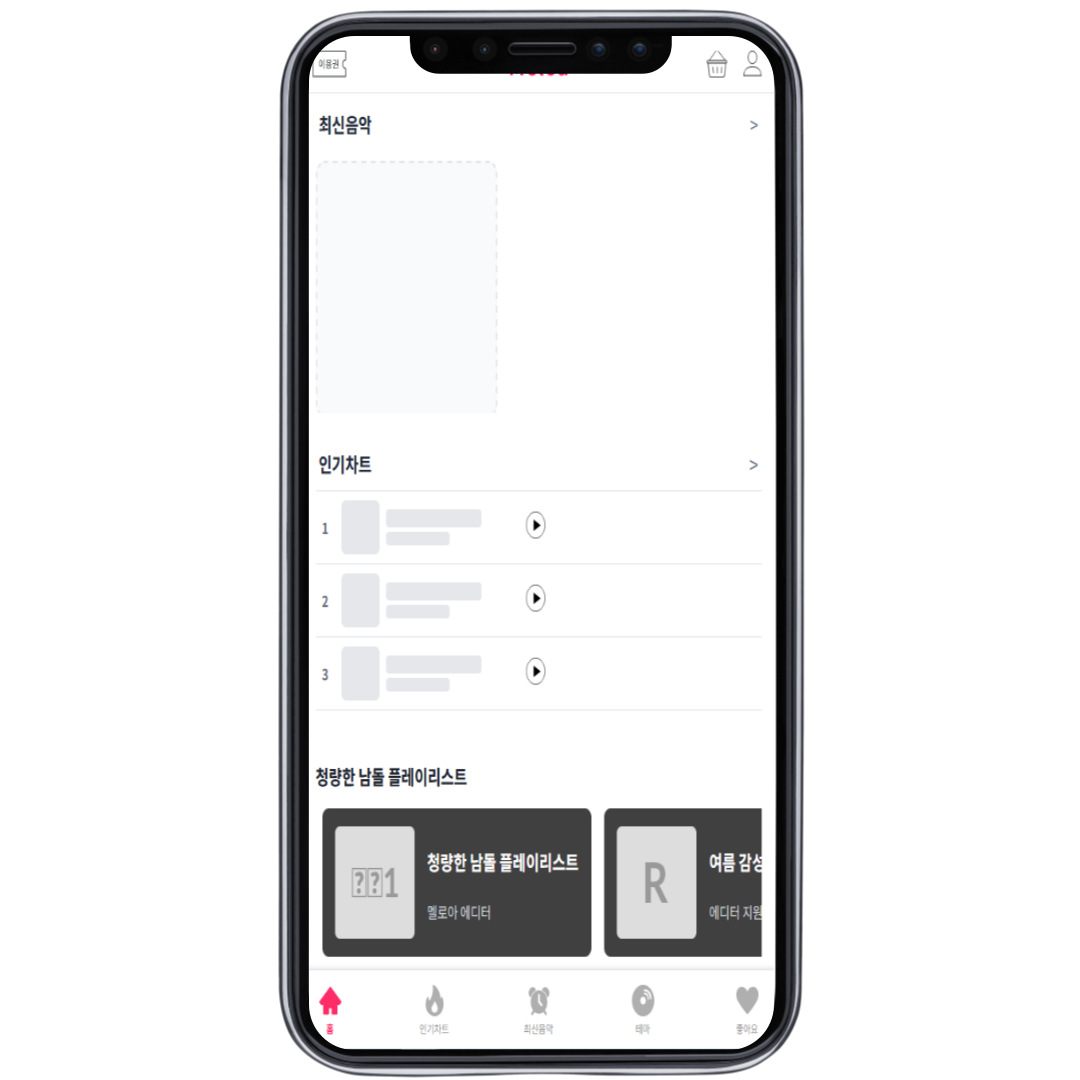 이용권
최신음악
>
인기차트
>
1
2
3
청량한 남돌 플레이리스트
청량한 남돌 플레이리스트
멜로아 에디터
1
R
여름 감성
에디터 지원
홈
인기차트
최신음악
테마
좋아요